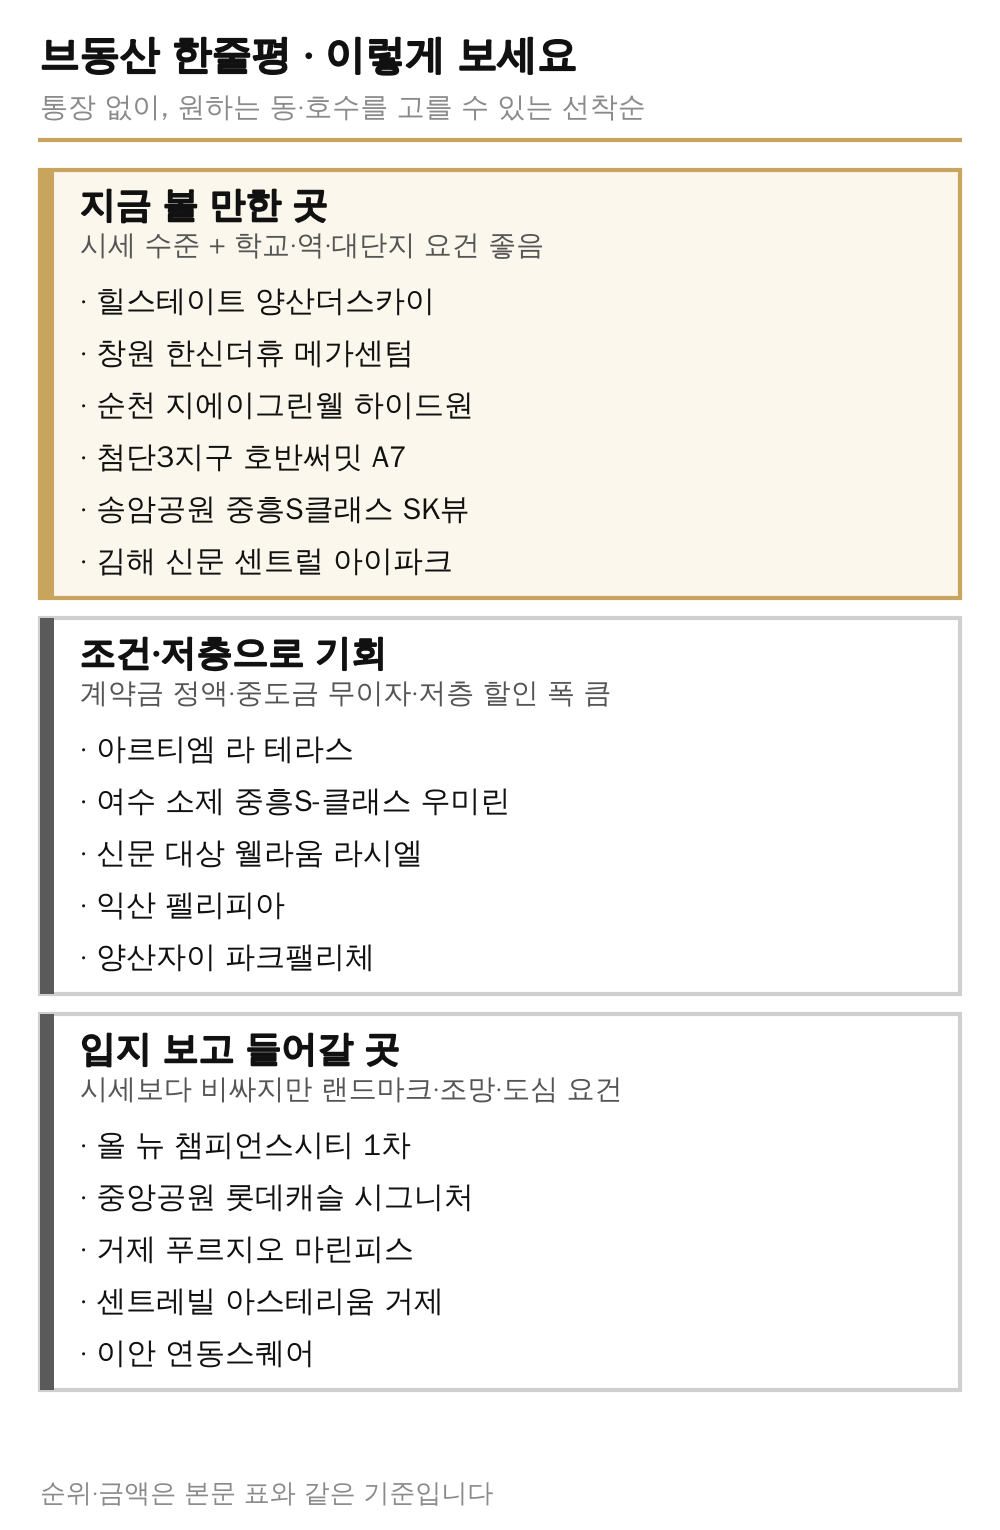 브동산 한줄평 · 이렇게 보세요
통장 없이, 원하는 동·호수를 고를 수 있는 선착순
지금 볼 만한 곳
시세 수준 + 학교·역·대단지 요건 좋음
· 힐스테이트 양산더스카이
· 창원 한신더휴 메가센텀
· 순천 지에이그린웰 하이드원
· 첨단3지구 호반써밋 A7
· 송암공원 중흥S클래스 SK뷰
· 김해 신문 센트럴 아이파크
조건·저층으로 기회
계약금 정액·중도금 무이자·저층 할인 폭 큼
· 아르티엠 라 테라스
· 여수 소제 중흥S-클래스 우미린
· 신문 대상 웰라움 라시엘
· 익산 펠리피아
· 양산자이 파크팰리체
입지 보고 들어갈 곳
시세보다 비싸지만 랜드마크·조망·도심 요건
· 올 뉴 챔피언스시티 1차
· 중앙공원 롯데캐슬 시그니처
· 거제 푸르지오 마린피스
· 센트레빌 아스테리움 거제
· 이안 연동스퀘어
순위·금액은 본문 표와 같은 기준입니다